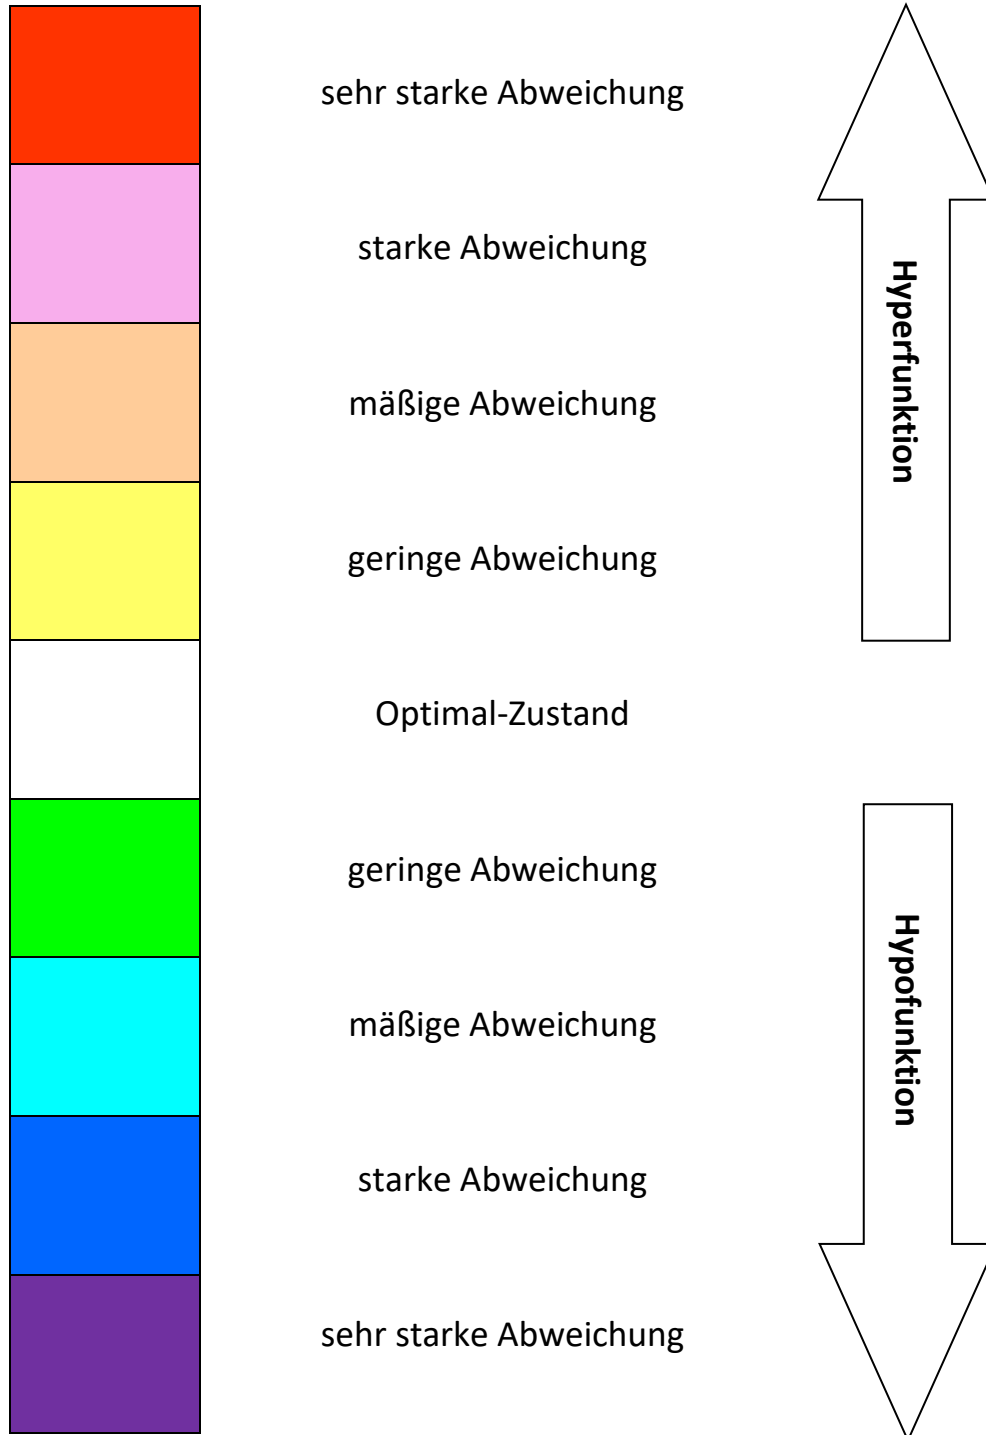 sehr starke Abweichung
starke Abweichung
mäßige Abweichung
geringe Abweichung
Optimal-Zustand
geringe Abweichung
mäßige Abweichung
starke Abweichung
sehr starke Abweichung
Hyperfunktion
Hypofunktion